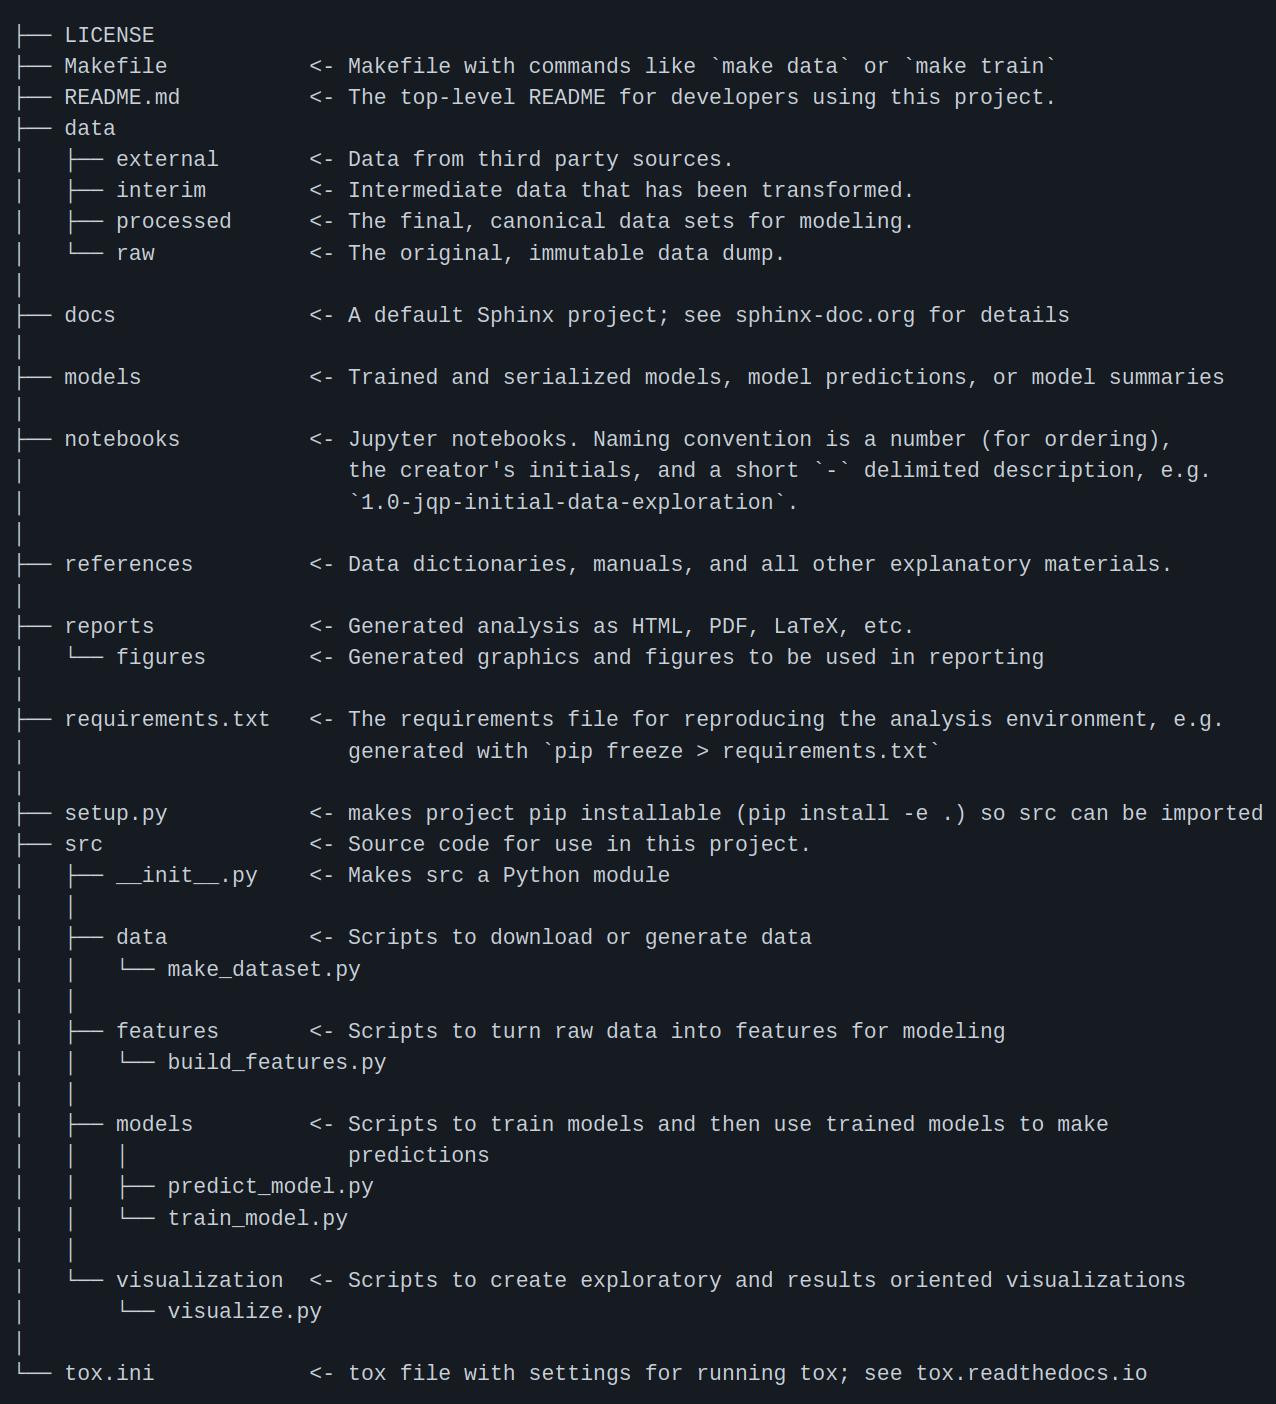 ├── LICENSE
├── Makefile           <- Makefile with commands like `make data` or `make train`
├── README.md          <- The top-level README for developers using this project.
├── data
│   ├── external       <- Data from third party sources.
│   ├── interim        <- Intermediate data that has been transformed.
│   ├── processed      <- The final, canonical data sets for modeling.
│   └── raw            <- The original, immutable data dump.
│
├── docs               <- A default Sphinx project; see sphinx-doc.org for details
│
├── models             <- Trained and serialized models, model predictions, or model summaries
│
├── notebooks          <- Jupyter notebooks. Naming convention is a number (for ordering),
│                         the creator's initials, and a short `-` delimited description, e.g.
│                         `1.0-jqp-initial-data-exploration`.
│
├── references         <- Data dictionaries, manuals, and all other explanatory materials.
│
├── reports            <- Generated analysis as HTML, PDF, LaTeX, etc.
│   └── figures        <- Generated graphics and figures to be used in reporting
│
├── requirements.txt   <- The requirements file for reproducing the analysis environment, e.g.
│                         generated with `pip freeze > requirements.txt`
│
├── setup.py           <- makes project pip installable (pip install -e .) so src can be imported
├── src                <- Source code for use in this project.
│   ├── __init__.py    <- Makes src a Python module
│   │
│   ├── data           <- Scripts to download or generate data
│   │   └── make_dataset.py
│   │
│   ├── features       <- Scripts to turn raw data into features for modeling
│   │   └── build_features.py
│   │
│   ├── models         <- Scripts to train models and then use trained models to make
│   │   │                 predictions
│   │   ├── predict_model.py
│   │   └── train_model.py
│   │
│   └── visualization  <- Scripts to create exploratory and results oriented visualizations
│       └── visualize.py
│
└── tox.ini            <- tox file with settings for running tox; see tox.readthedocs.io